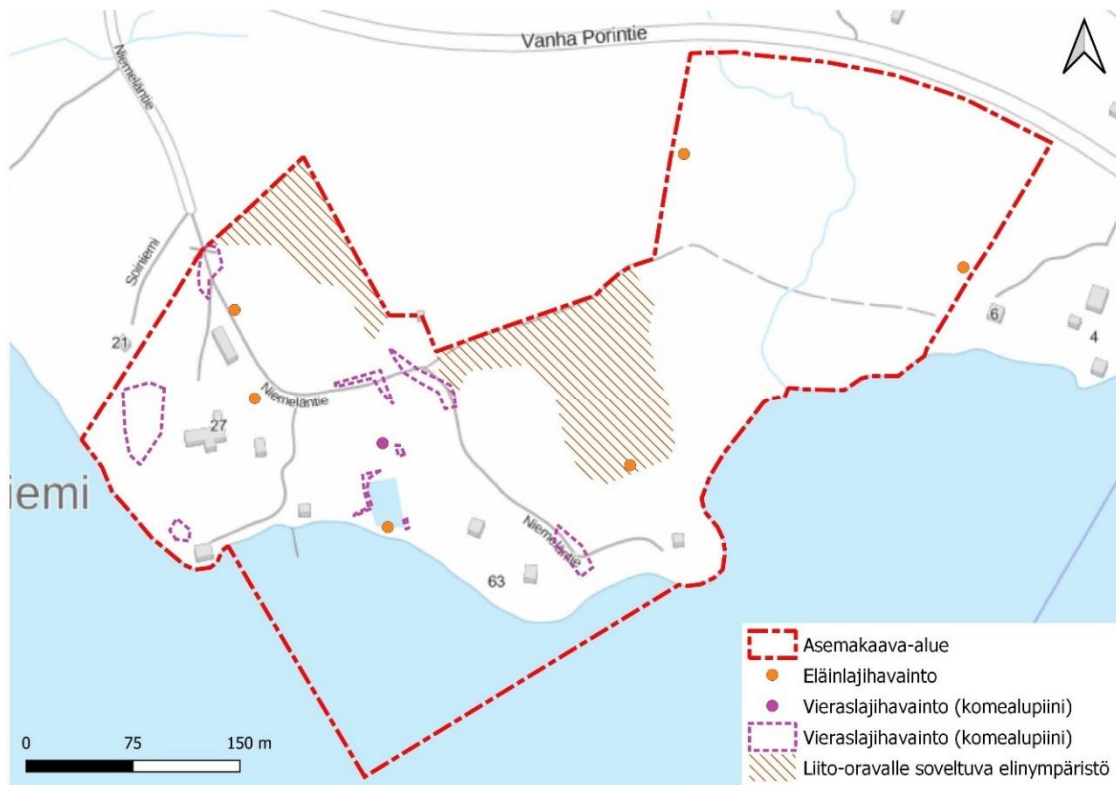 Vanha Porintie
Niemeläntie
Soiniemi
21
27
Niemeläntie
6
4
iemi
Niemeläntie
63
Asemakaava-alue
Eläinlajihavainto
Vieraslajihavainto (komealupiini)
Vieraslajihavainto (komealupiini)
Liito-oravalle soveltuva elinympäristö
0 75 150 m